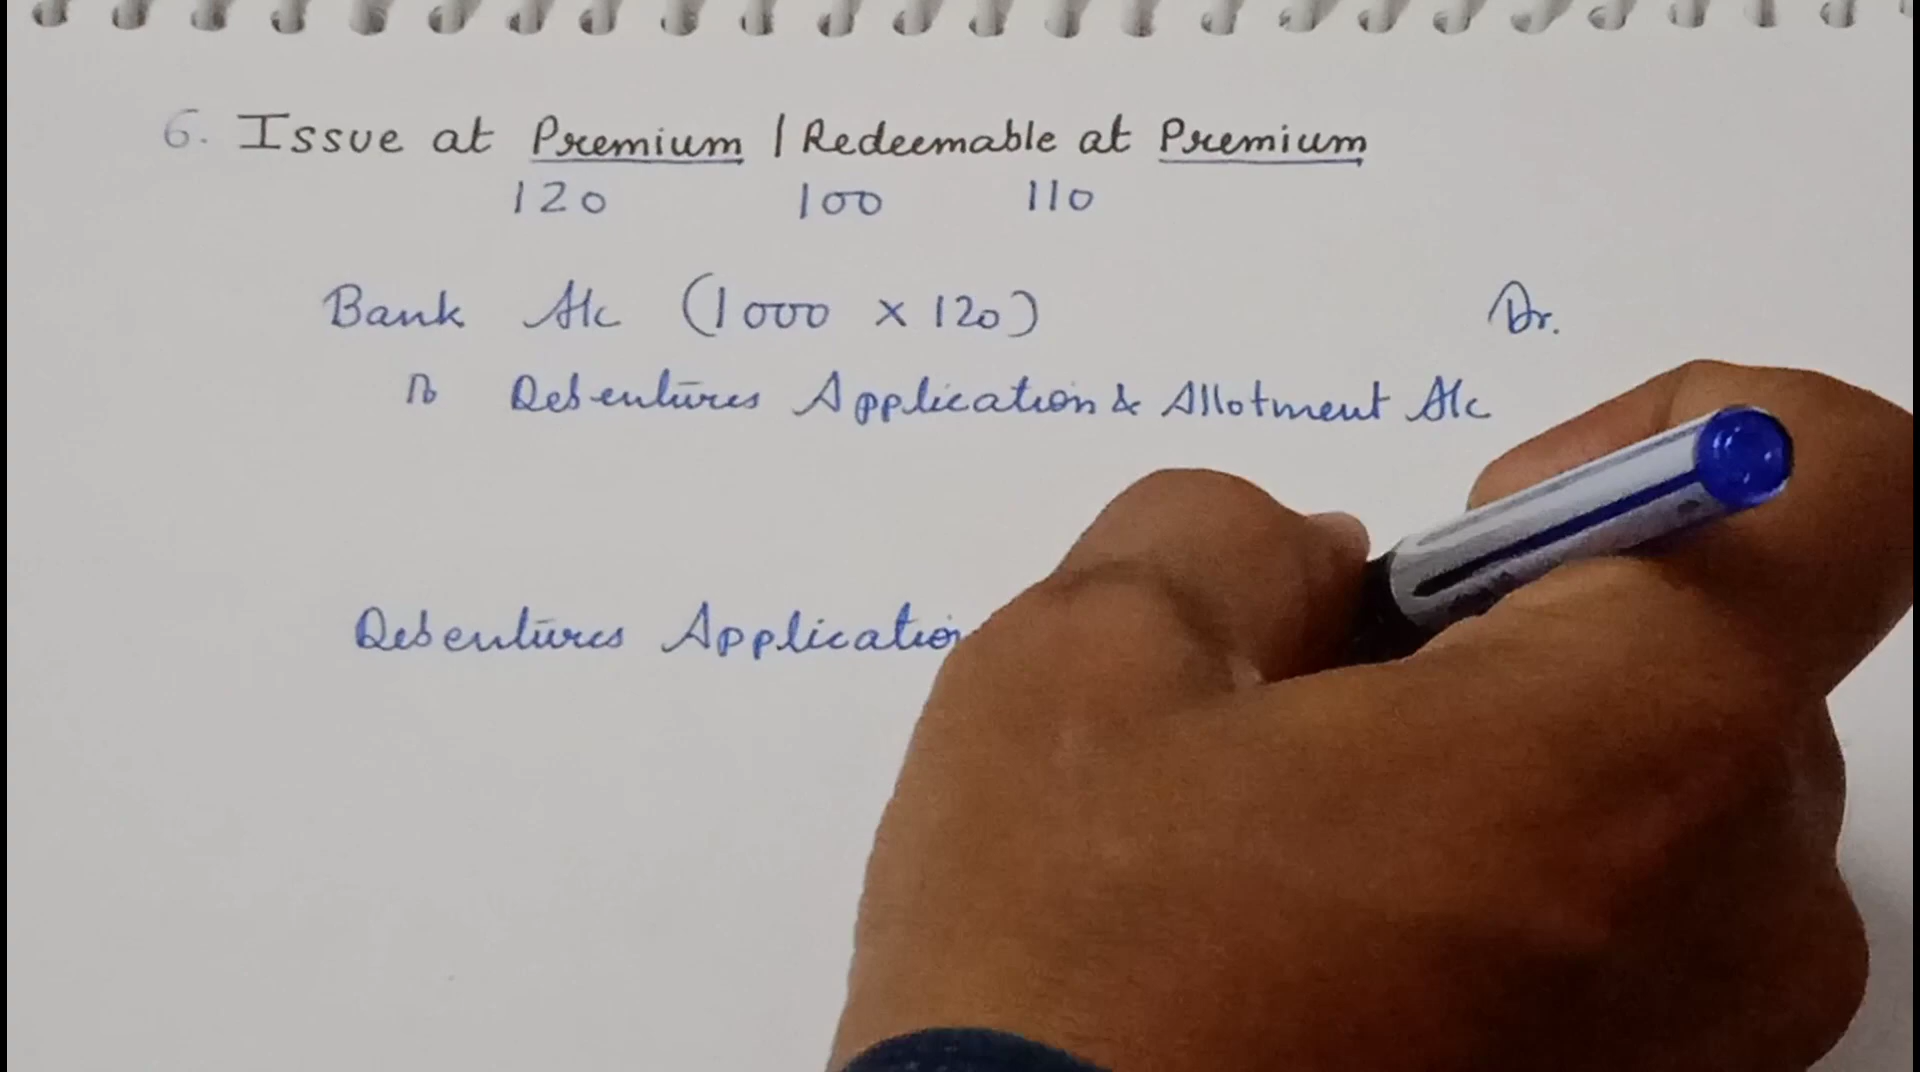 6. Issue at Premium | Redeemable at Premium
120 100 110
Bank A/c (1000 x 120) Dr.
To Debentures Application & Allotment A/c
Debentures Application